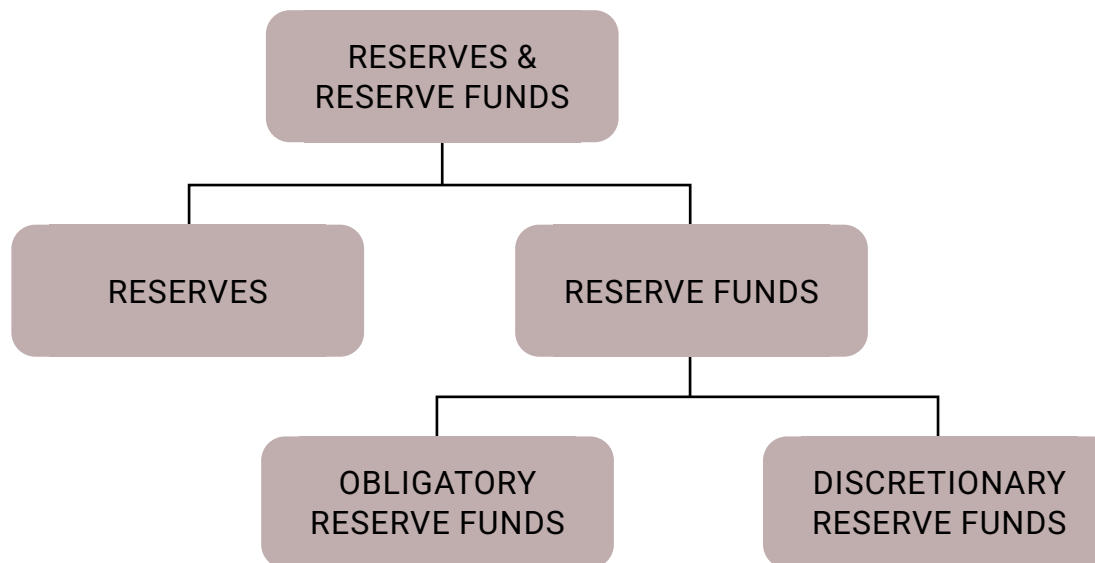 RESERVES &
RESERVE FUNDS
RESERVES
RESERVE FUNDS
OBLIGATORY
RESERVE FUNDS
DISCRETIONARY
RESERVE FUNDS